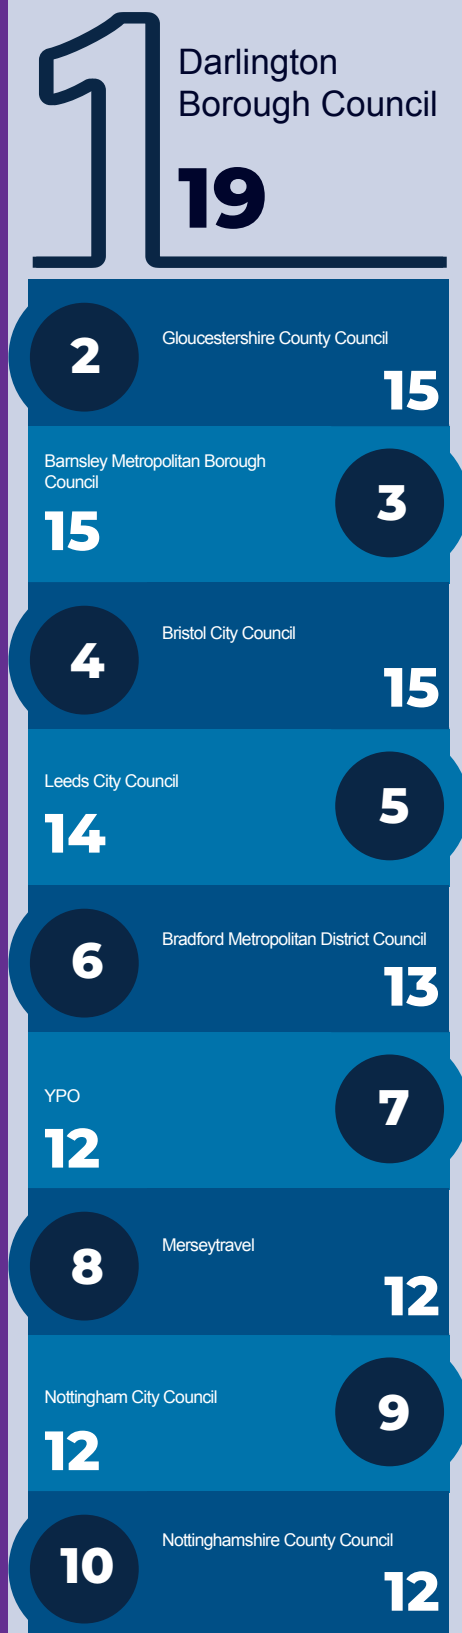 1
Darlington
Borough Council
19
2
Gloucestershire County Council
15
Barnsley Metropolitan Borough
Council
15
3
4
Bristol City Council
15
Leeds City Council
14
5
6
Bradford Metropolitan District Council
13
YPO
12
7
8
Merseytravel
12
Nottingham City Council
12
9
10
Nottinghamshire County Council
12